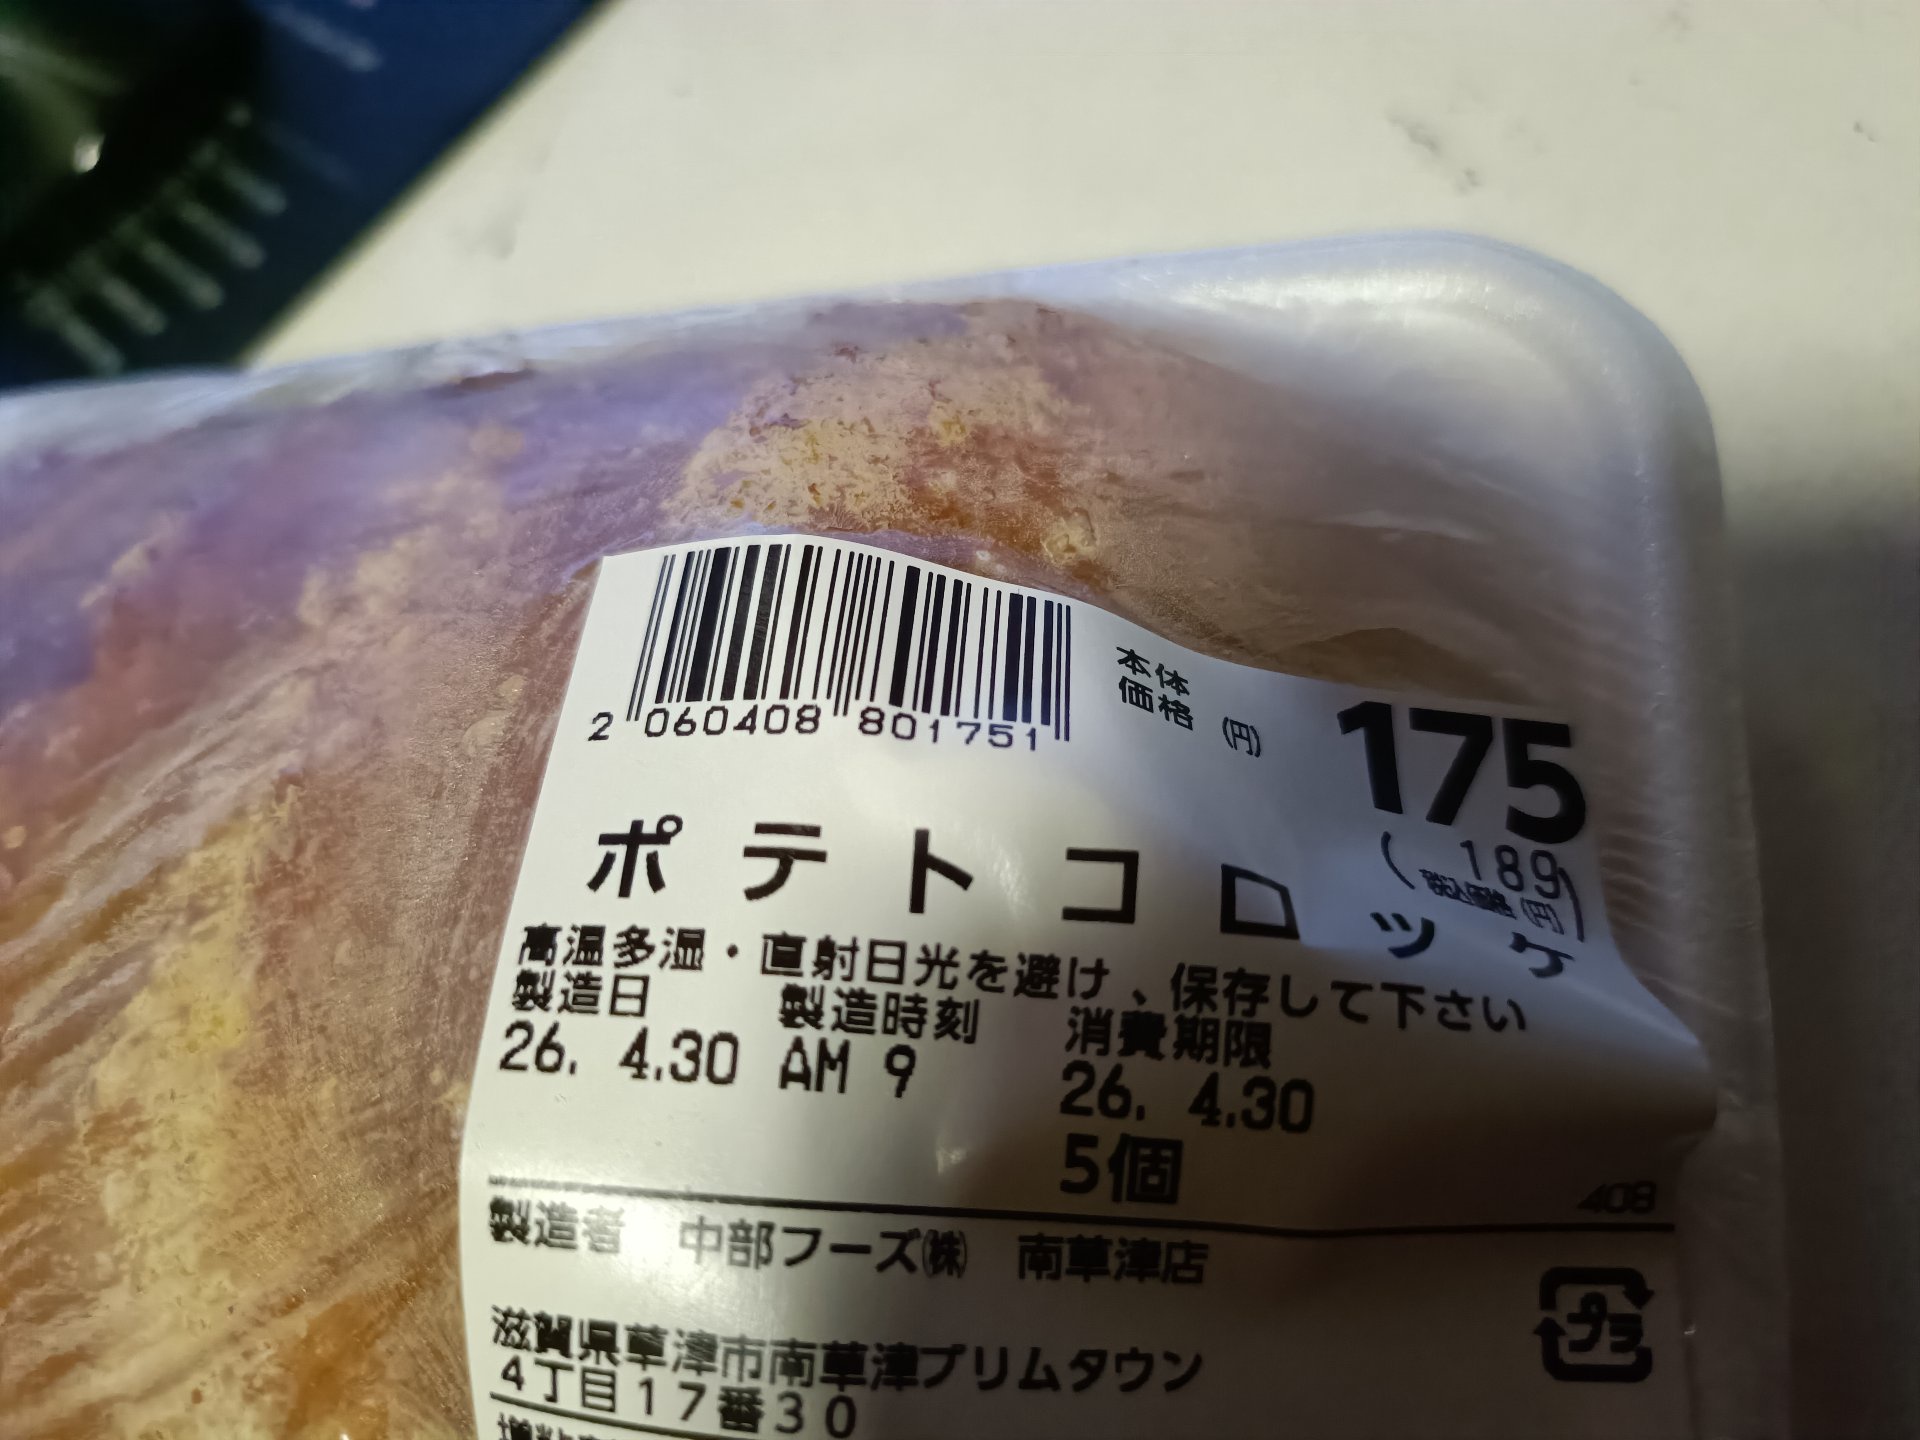 2 060408 801751
本体価格 (円) 175
(税込価格 189(円))
ポテトコロッケ
高温多湿・直射日光を避け、保存して下さい
製造日 製造時刻 消費期限
26. 4.30 AM 9 26. 4.30
5個
408
製造者 中部フーズ㈱ 南草津店
滋賀県草津市南草津プリムタウン
4丁目17番30
プラ